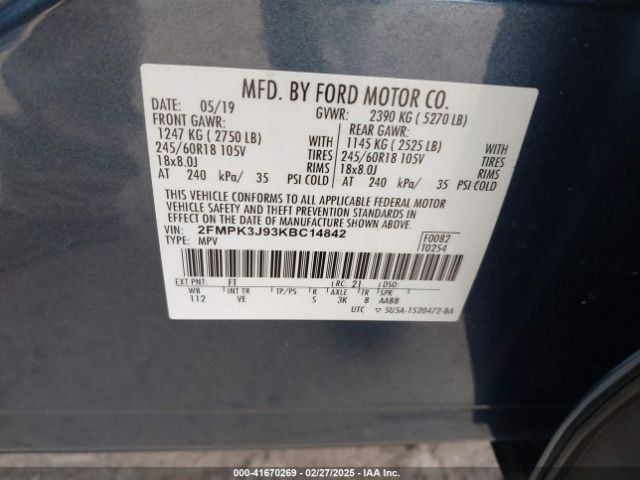 MFD. BY FORD MOTOR CO.
DATE: 05/19 GVWR: 2390 KG (5270 LB)
FRONT GAWR: REAR GAWR:
1247 KG (2750 LB) WITH 1145 KG (2525 LB) WITH
245/60R18 105V TIRES 245/60R18 105V TIRES
18x8.0J RIMS 18x8.0J RIMS
AT 240 kPa/ 35 PSI COLD AT 240 kPa/ 35 PSI COLD
THIS VEHICLE CONFORMS TO ALL APPLICABLE FEDERAL MOTOR
VEHICLE SAFETY AND THEFT PREVENTION STANDARDS IN
EFFECT ON THE DATE OF MANUFACTURE SHOWN ABOVE.
VIN: 2FMPK3J93KBC14842 F0082
TYPE: MPV T0254
EXT PNT: FT RC: 21 DSO:
WB INT TR TP/PS R AXLE TR SPR
112 VE S 3K 8 AABB
UTC ▽ 5U5A-1520472-BA
00-41670269 - 02/27/2025 - IAA Inc.